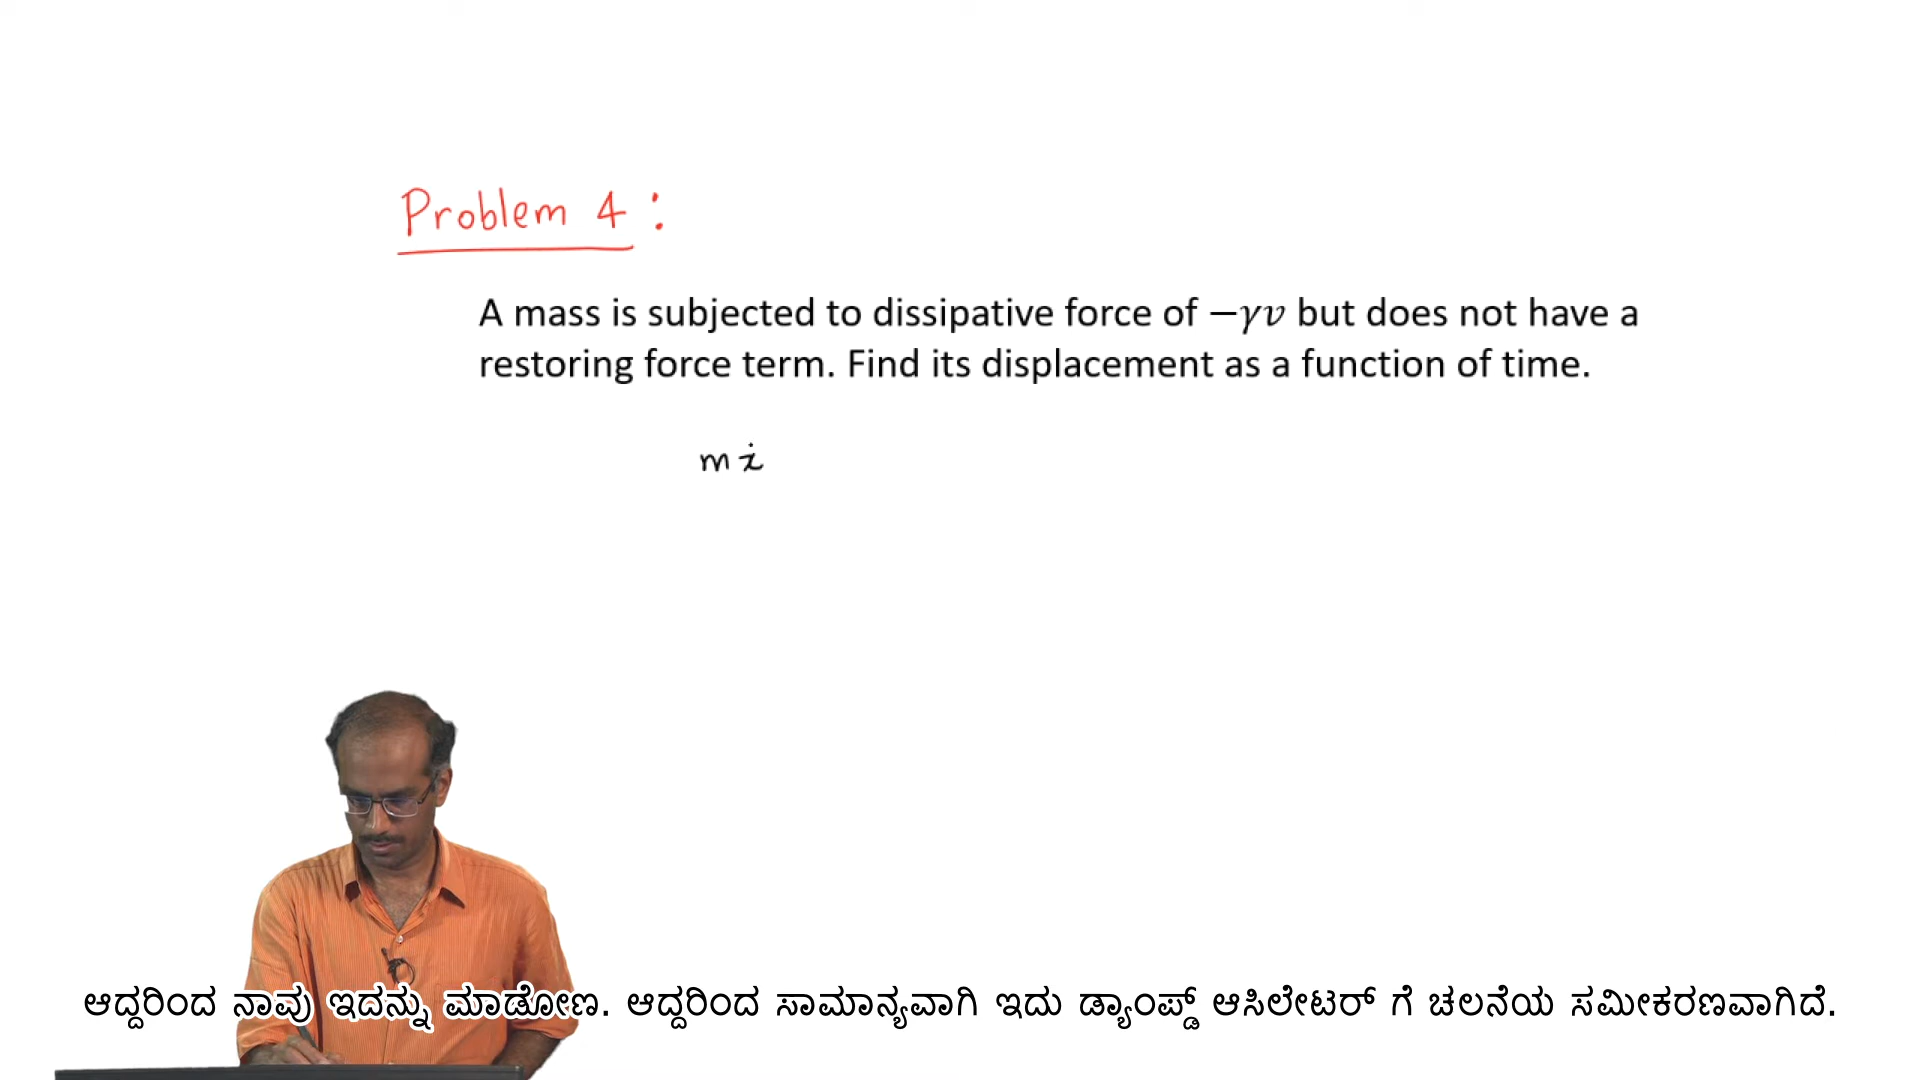 Problem 4 :
A mass is subjected to dissipative force of −γv but does not have a
restoring force term. Find its displacement as a function of time.
m ẋ
ಆದ್ದರಿಂದ ನಾವು ಇದನ್ನು ಮಾಡೋಣ. ಆದ್ದರಿಂದ ಸಾಮಾನ್ಯವಾಗಿ ಇದು ಡ್ಯಾಂಪ್ಡ್ ಆಸಿಲೇಟರ್ ಗೆ ಚಲನೆಯ ಸಮೀಕರಣವಾಗಿದೆ.